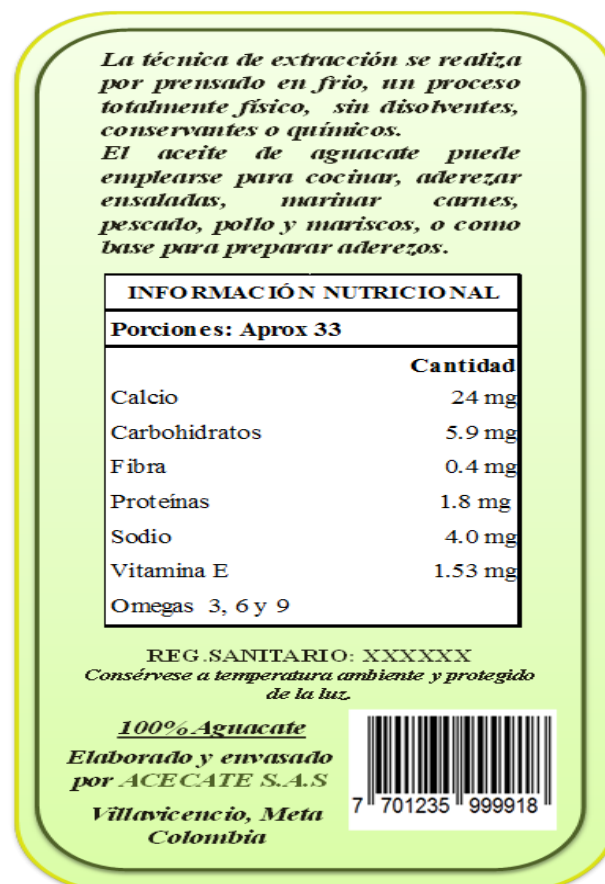 La técnica de extracción se realiza
por prensado en frio, un proceso
totalmente físico, sin disolventes,
conservantes o químicos.
El aceite de aguacate puede
emplearse para cocinar, aderezar
ensaladas, marinar carnes,
pescado, pollo y mariscos, o como
base para preparar aderezos.
INFORMACIÓN NUTRICIONAL
Porciones: Aprox 33
Cantidad
Calcio 24 mg
Carbohidratos 5.9 mg
Fibra 0.4 mg
Proteínas 1.8 mg
Sodio 4.0 mg
Vitamina E 1.53 mg
Omegas 3, 6 y 9
REG.SANITARIO: XXXXXX
Consérvese a temperatura ambiente y protegido
de la luz.
100% Aguacate
Elaborado y envasado
por ACECATE S.A.S
Villavicencio, Meta
Colombia
7 701235 999918